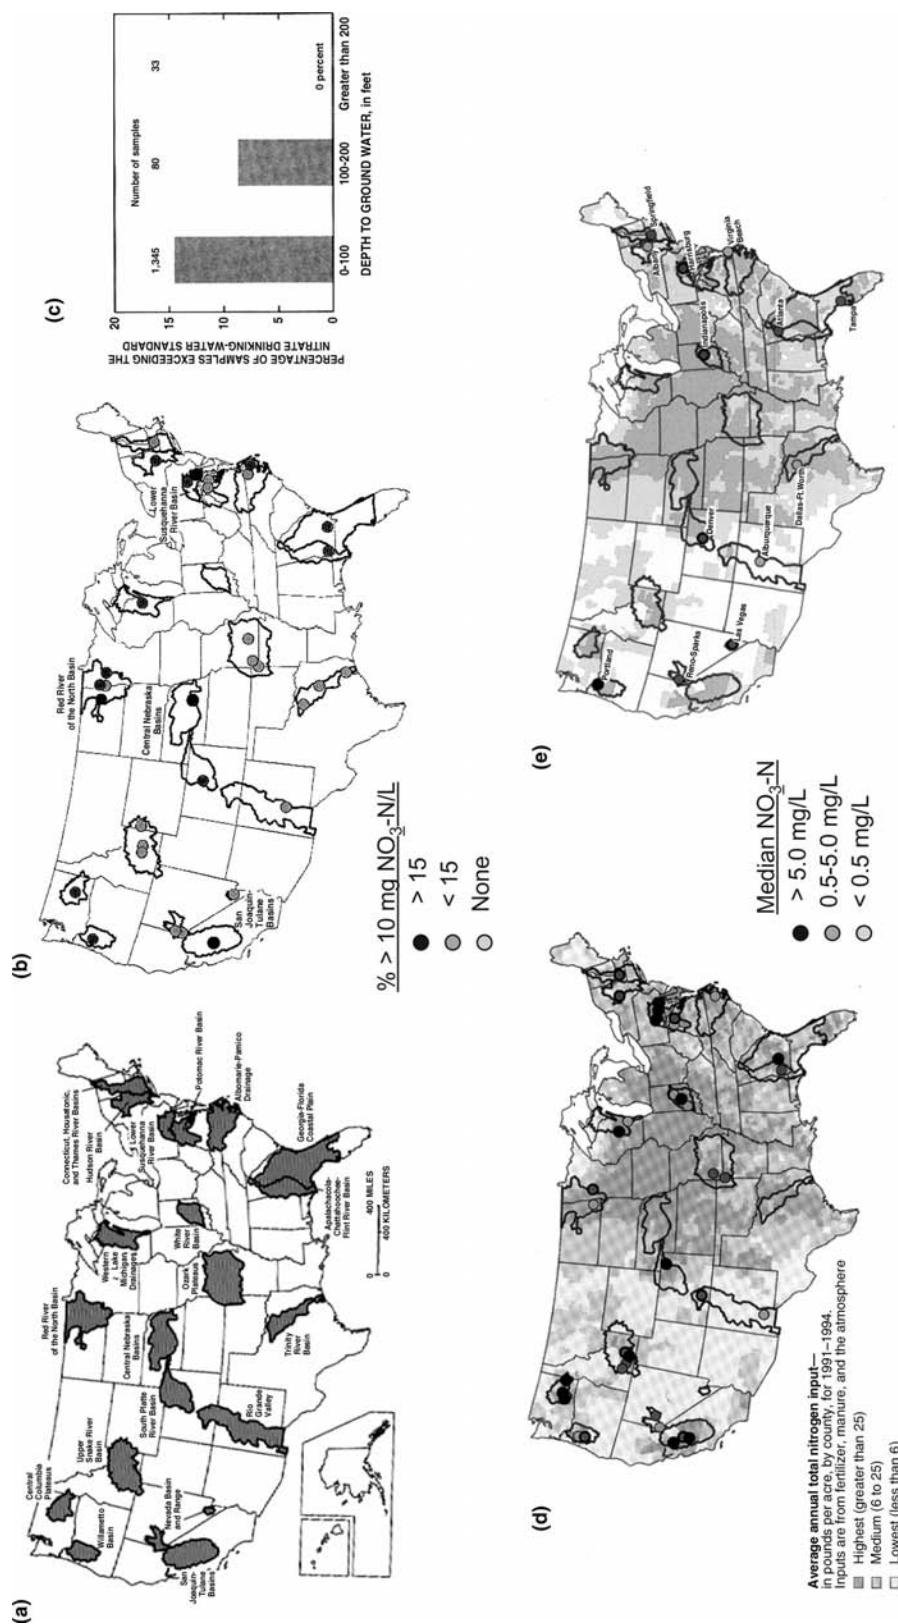 (a)
Connecticut, Housatonic,
and Thames River Basins
Hudson River
Basin
Lower
Susquehanna
River Basin
Potomac River Basin
Albemarle-Pamlico
Drainage
Georgia-Florida
Coastal Plain
Apalachacola-
Chattahoochee-
Flint River Basin
Red River
of the North Basin
Western
Lake
Michigan
Drainages
White
River
Basin
Ozark
Plateaus
Central Nebraska
Basins
Trinity
River
Basin
South Platte
River Basin
Rio
Grande
Valley
Upper
Snake River
Basin
Central
Columbia
Plateaus
Willametto
Basin
Nevada Basin
and Range
San
Joaquin-
Tulane Basins
0 400 MILES
0 400 KILOMETERS
(b)
Red River
of the North Basin
Central Nebraska
Basins
Lower
Susquehanna
River Basin
San
Joaquin-
Tulane
Basins
% > 10 mg NO3-N/L
> 15
< 15
None
(c)
PERCENTAGE OF SAMPLES EXCEEDING THE
NITRATE DRINKING-WATER STANDARD
20
15
10
5
0
Number of samples
1,345 80 33
0 percent
0-100 100-200 Greater than 200
DEPTH TO GROUND WATER, in feet
(d)
Average annual total nitrogen input—
in pounds per acre, by county, for 1991–1994.
Inputs are from fertilizer, manure, and the atmosphere
Highest (greater than 25)
Medium (6 to 25)
Lowest (less than 6)
Median NO3-N
> 5.0 mg/L
0.5-5.0 mg/L
< 0.5 mg/L
(e)
Portland
Reno-Sparks
Las Vegas
Denver
Alburquerque
Dallas-Ft.Worth
Indianapolis
Atlanta
Tampa
Virginia
Beach
Harrisburg
Albany
Springfield